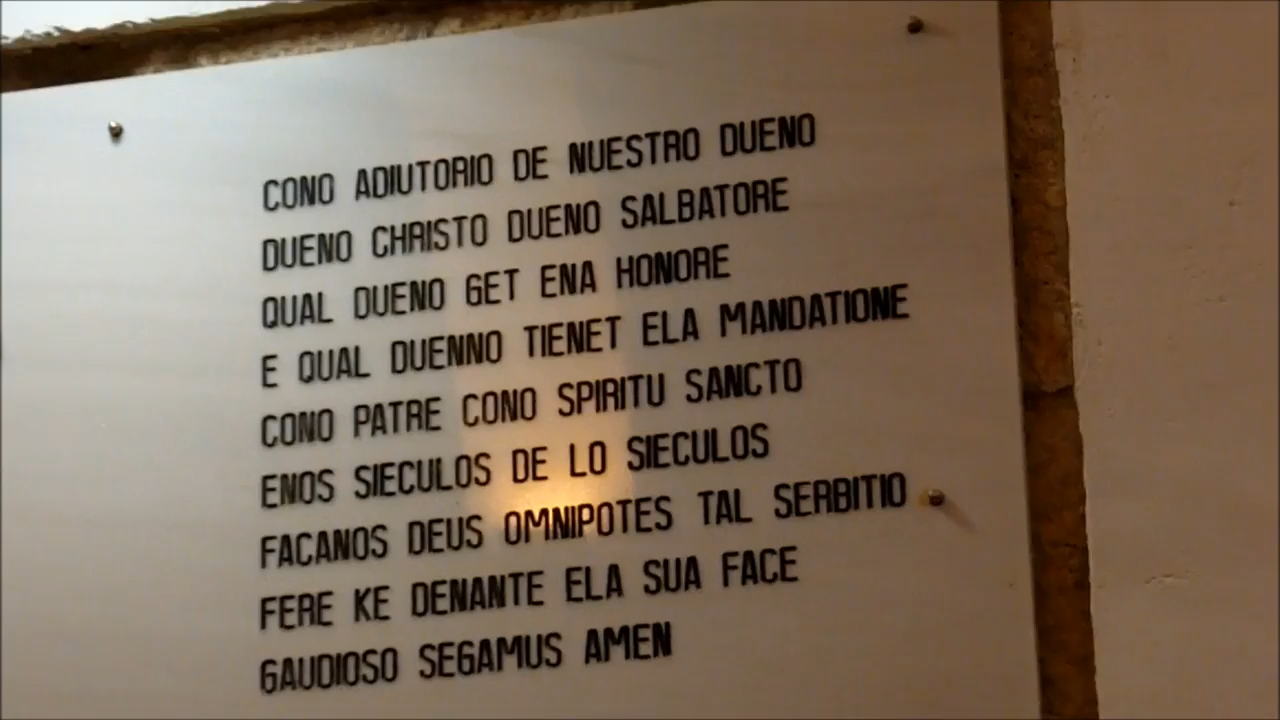 CONO ADIUTORIO DE NUESTRO DUENO
DUENO CHRISTO DUENO SALBATORE
QUAL DUENO GET ENA HONORE
E QUAL DUENNO TIENET ELA MANDATIONE
CONO PATRE CONO SPIRITU SANCTO
ENOS SIECULOS DE LO SIECULOS
FACANOS DEUS OMNIPOTES TAL SERBITIO
FERE KE DENANTE ELA SUA FACE
GAUDIOSO SEGAMUS AMEN